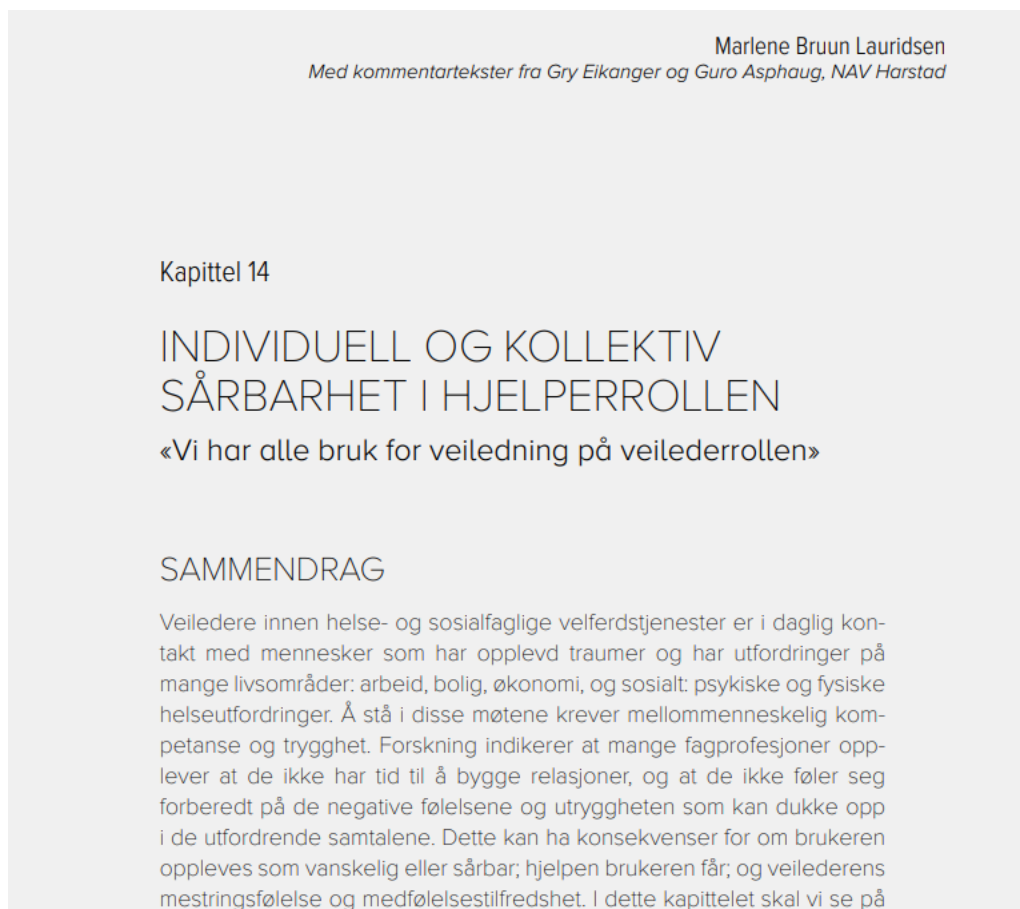 Marlene Bruun Lauridsen
Med kommentartekster fra Gry Eikanger og Guro Asphaug, NAV Harstad
Kapittel 14
INDIVIDUELL OG KOLLEKTIV
SÅRBARHET I HJELPERROLLEN
«Vi har alle bruk for veiledning på veilederrollen»
SAMMENDRAG
Veiledere innen helse- og sosialfaglige velferdstjenester er i daglig kon-
takt med mennesker som har opplevd traumer og har utfordringer på
mange livsområder: arbeid, bolig, økonomi, og sosialt: psykiske og fysiske
helseutfordringer. Å stå i disse møtene krever mellommenneskelig kom-
petanse og trygghet. Forskning indikerer at mange fagprofesjoner opp-
lever at de ikke har tid til å bygge relasjoner, og at de ikke føler seg
forberedt på de negative følelsene og utryggheten som kan dukke opp
i de utfordrende samtalene. Dette kan ha konsekvenser for om brukeren
oppleves som vanskelig eller sårbar; hjelpen brukeren får; og veilederens
mestringsfølelse og medfølelsestilfredshet. I dette kapittelet skal vi se på